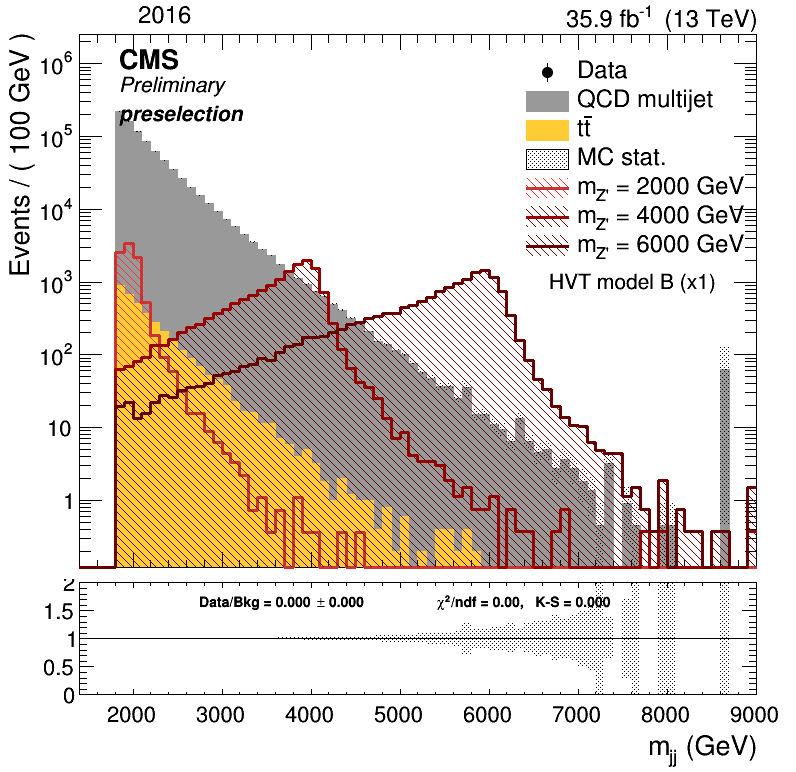 2016 35.9 fb⁻¹ (13 TeV)
CMS
Preliminary
preselection
Data
QCD multijet
tt̄
MC stat.
m_Z' = 2000 GeV
m_Z' = 4000 GeV
m_Z' = 6000 GeV
HVT model B (x1)
Events / ( 100 GeV )
10⁶
10⁵
10⁴
10³
10²
10
1
Data/Bkg = 0.000 ± 0.000 χ²/ndf = 0.00, K-S = 0.000
2
1.5
1
0.5
0
2000 3000 4000 5000 6000 7000 8000 9000
m_jj (GeV)